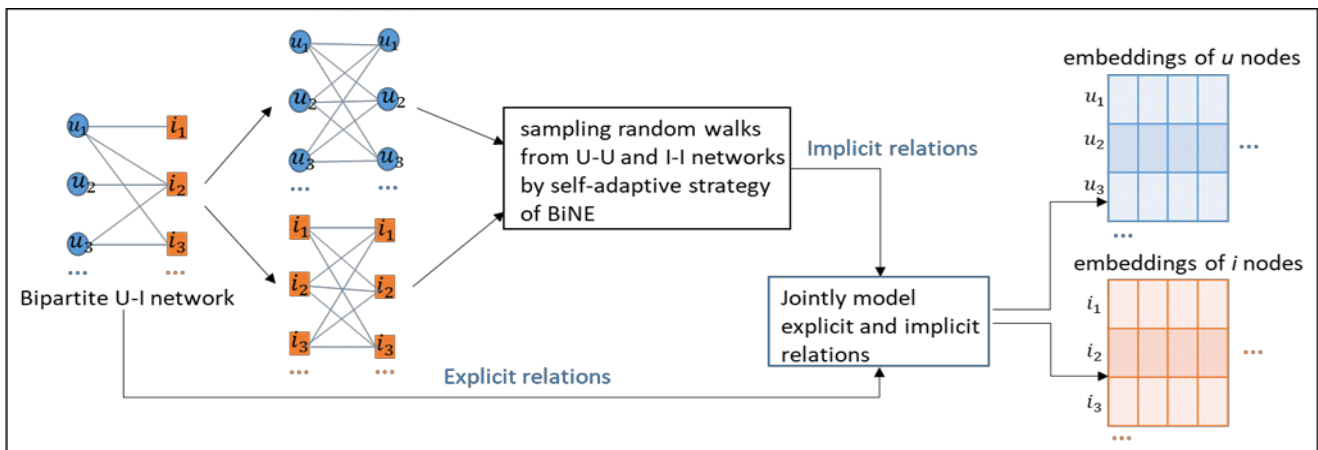 u1 i1
u2 i2
u3 i3
... ...
Bipartite U-I network
u1 u1
u2 u2
u3 u3
... ...
i1 i1
i2 i2
i3 i3
... ...
sampling random walks
from U-U and I-I networks
by self-adaptive strategy
of BiNE
Implicit relations
Explicit relations
Jointly model
explicit and implicit
relations
embeddings of u nodes
u1
u2 ...
u3
...
embeddings of i nodes
i1
i2 ...
i3
...